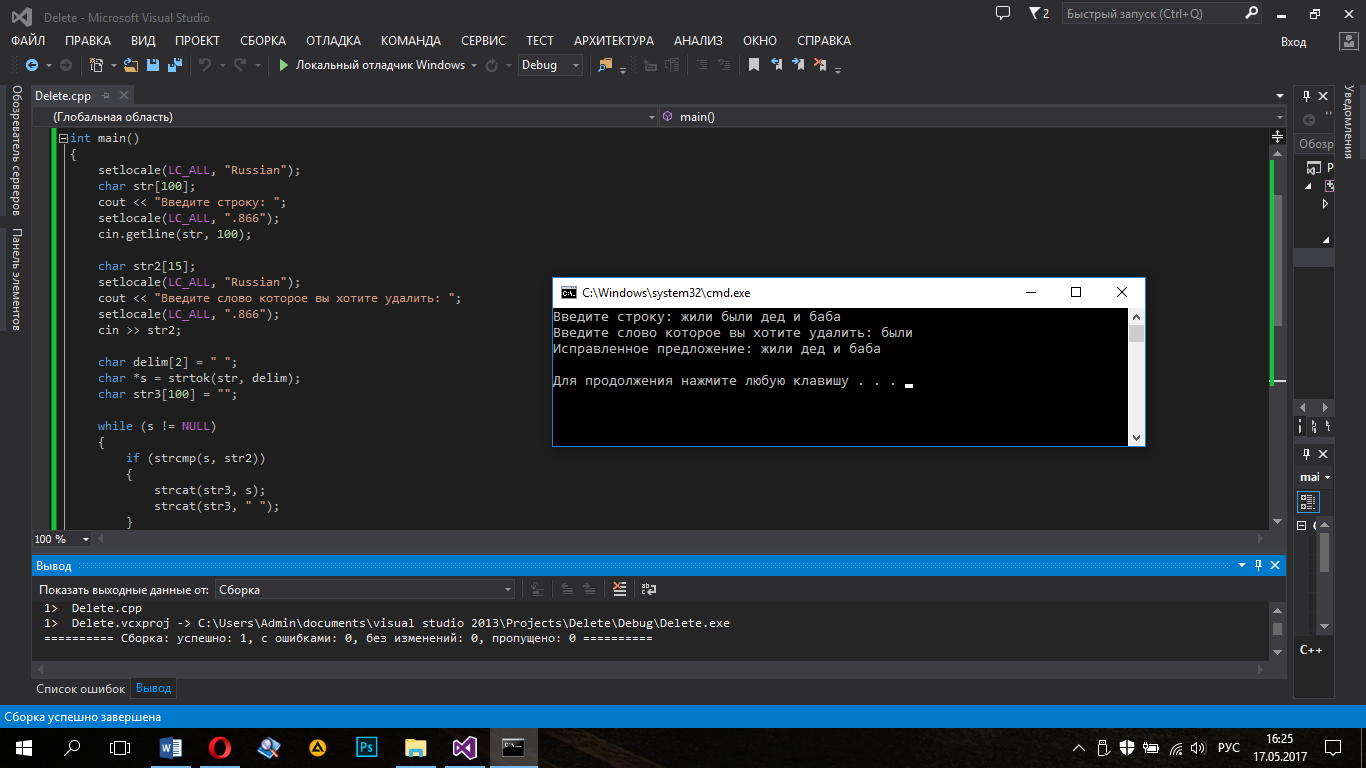 Delete - Microsoft Visual Studio
2
Быстрый запуск (Ctrl+Q)
ФАЙЛ ПРАВКА ВИД ПРОЕКТ СБОРКА ОТЛАДКА КОМАНДА СЕРВИС ТЕСТ АРХИТЕКТУРА АНАЛИЗ ОКНО СПРАВКА
Вход
Локальный отладчик Windows
Debug
Обозреватель серверов
Панель элементов
Delete.cpp
(Глобальная область)
main()
int main()
{
setlocale(LC_ALL, "Russian");
char str[100];
cout << "Введите строку: ";
setlocale(LC_ALL, ".866");
cin.getline(str, 100);
char str2[15];
setlocale(LC_ALL, "Russian");
cout << "Введите слово которое вы хотите удалить: ";
setlocale(LC_ALL, ".866");
cin >> str2;
char delim[2] = " ";
char *s = strtok(str, delim);
char str3[100] = "";
while (s != NULL)
{
if (strcmp(s, str2))
{
strcat(str3, s);
strcat(str3, " ");
}
100 %
C:\Windows\system32\cmd.exe
Введите строку: жили были дед и баба
Введите слово которое вы хотите удалить: были
Исправленное предложение: жили дед и баба
Для продолжения нажмите любую клавишу . . .
Обозр
Уведомления
mai
C++
Вывод
Показать выходные данные от: Сборка
1> Delete.cpp
1> Delete.vcxproj -> C:\Users\Admin\documents\visual studio 2013\Projects\Delete\Debug\Delete.exe
========== Сборка: успешно: 1, с ошибками: 0, без изменений: 0, пропущено: 0 ==========
Список ошибок Вывод
Сборка успешно завершена
Ps
РУС
16:25
17.05.2017